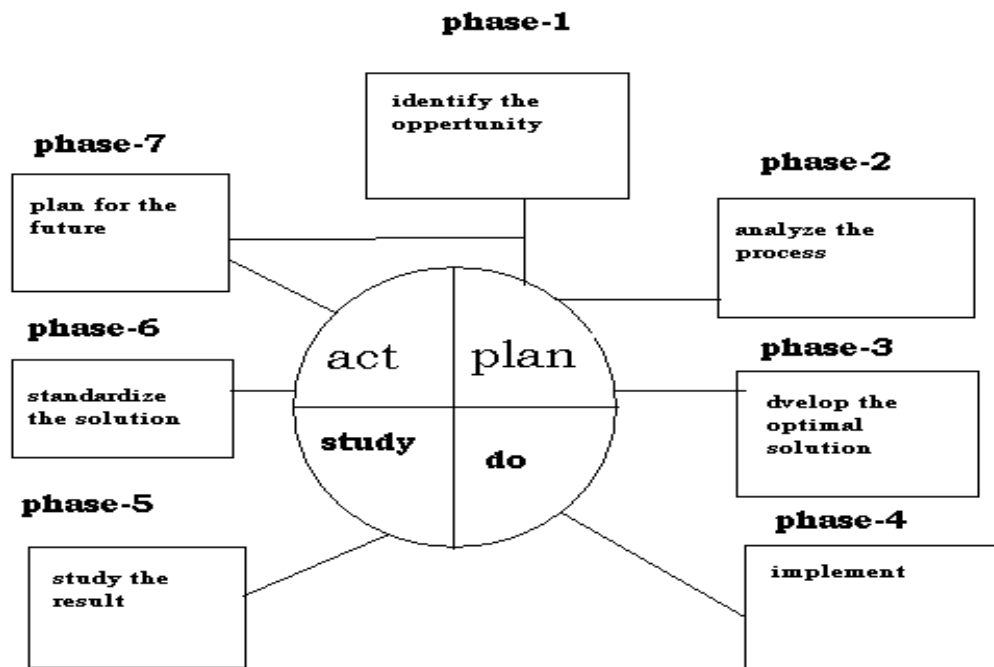 phase-1
identify the
oppertunity
phase-7
plan for the
future
phase-2
analyze the
process
phase-6
standardize
the solution
act
plan
study
do
phase-3
dvelop the
optimal
solution
phase-5
study the
result
phase-4
implement